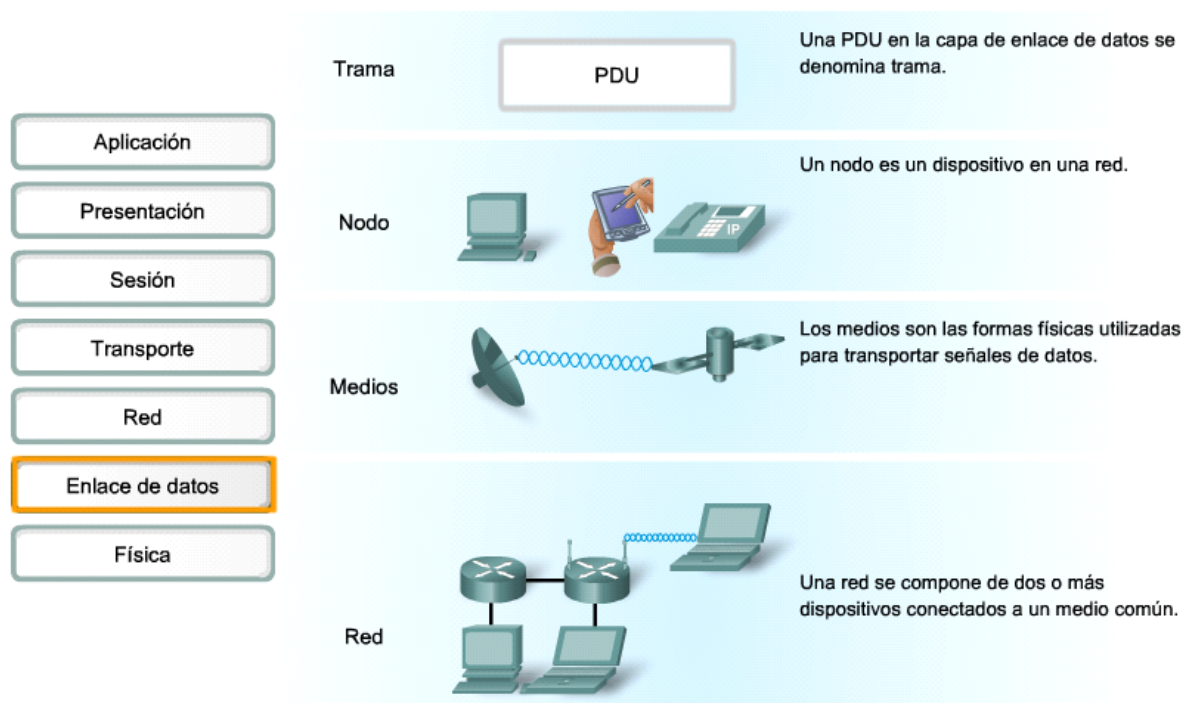 Aplicación
Presentación
Sesión
Transporte
Red
Enlace de datos
Física
Trama
PDU
Una PDU en la capa de enlace de datos se
denomina trama.
Nodo
IP
Un nodo es un dispositivo en una red.
Medios
Los medios son las formas físicas utilizadas
para transportar señales de datos.
Red
Una red se compone de dos o más
dispositivos conectados a un medio común.